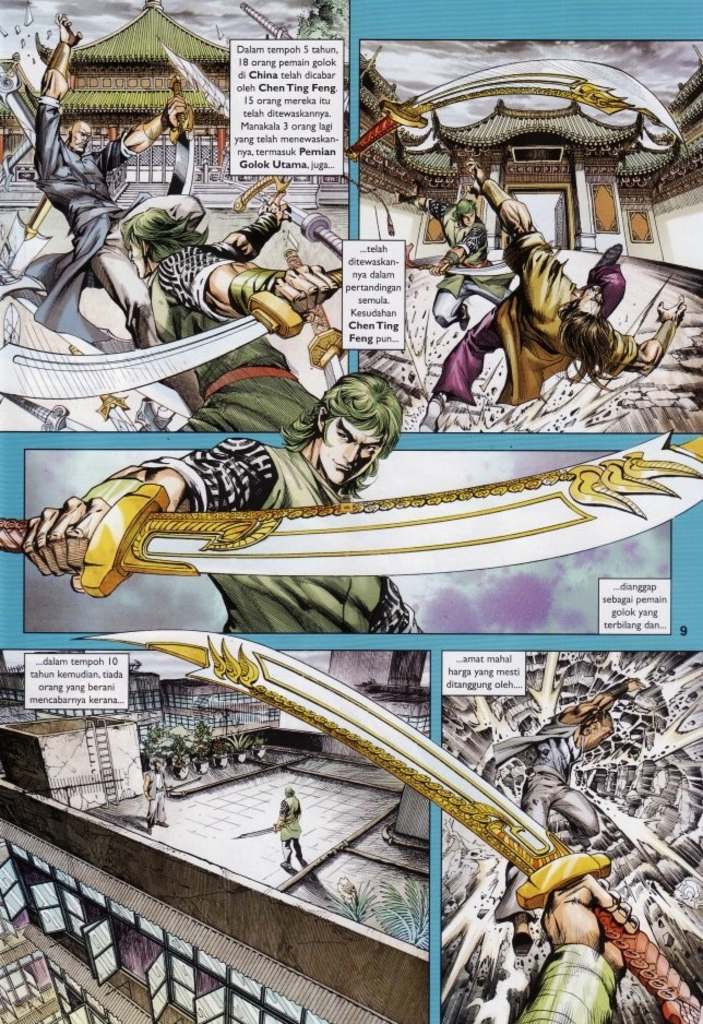 Dalam tempoh 5 tahun,
18 orang pemain golok
di China telah dicabar
oleh Chen Ting Feng.
15 orang mereka itu
telah ditewaskannya.
Manakala 3 orang lagi
yang telah ditewaskan-
nya, termasuk Pemian
Golok Utama, juga...
...telah
ditewaskan-
nya dalam
pertandingan
semula.
Kesudahan
Chen Ting
Feng pun...
...dianggap
sebagai pemain
golok yang
terbilang dan...
9
...dalam tempoh 10
tahun kemudian, tiada
orang yang berani
mencabarnya kerana...
...amat mahal
harga yang mesti
ditanggung oleh....